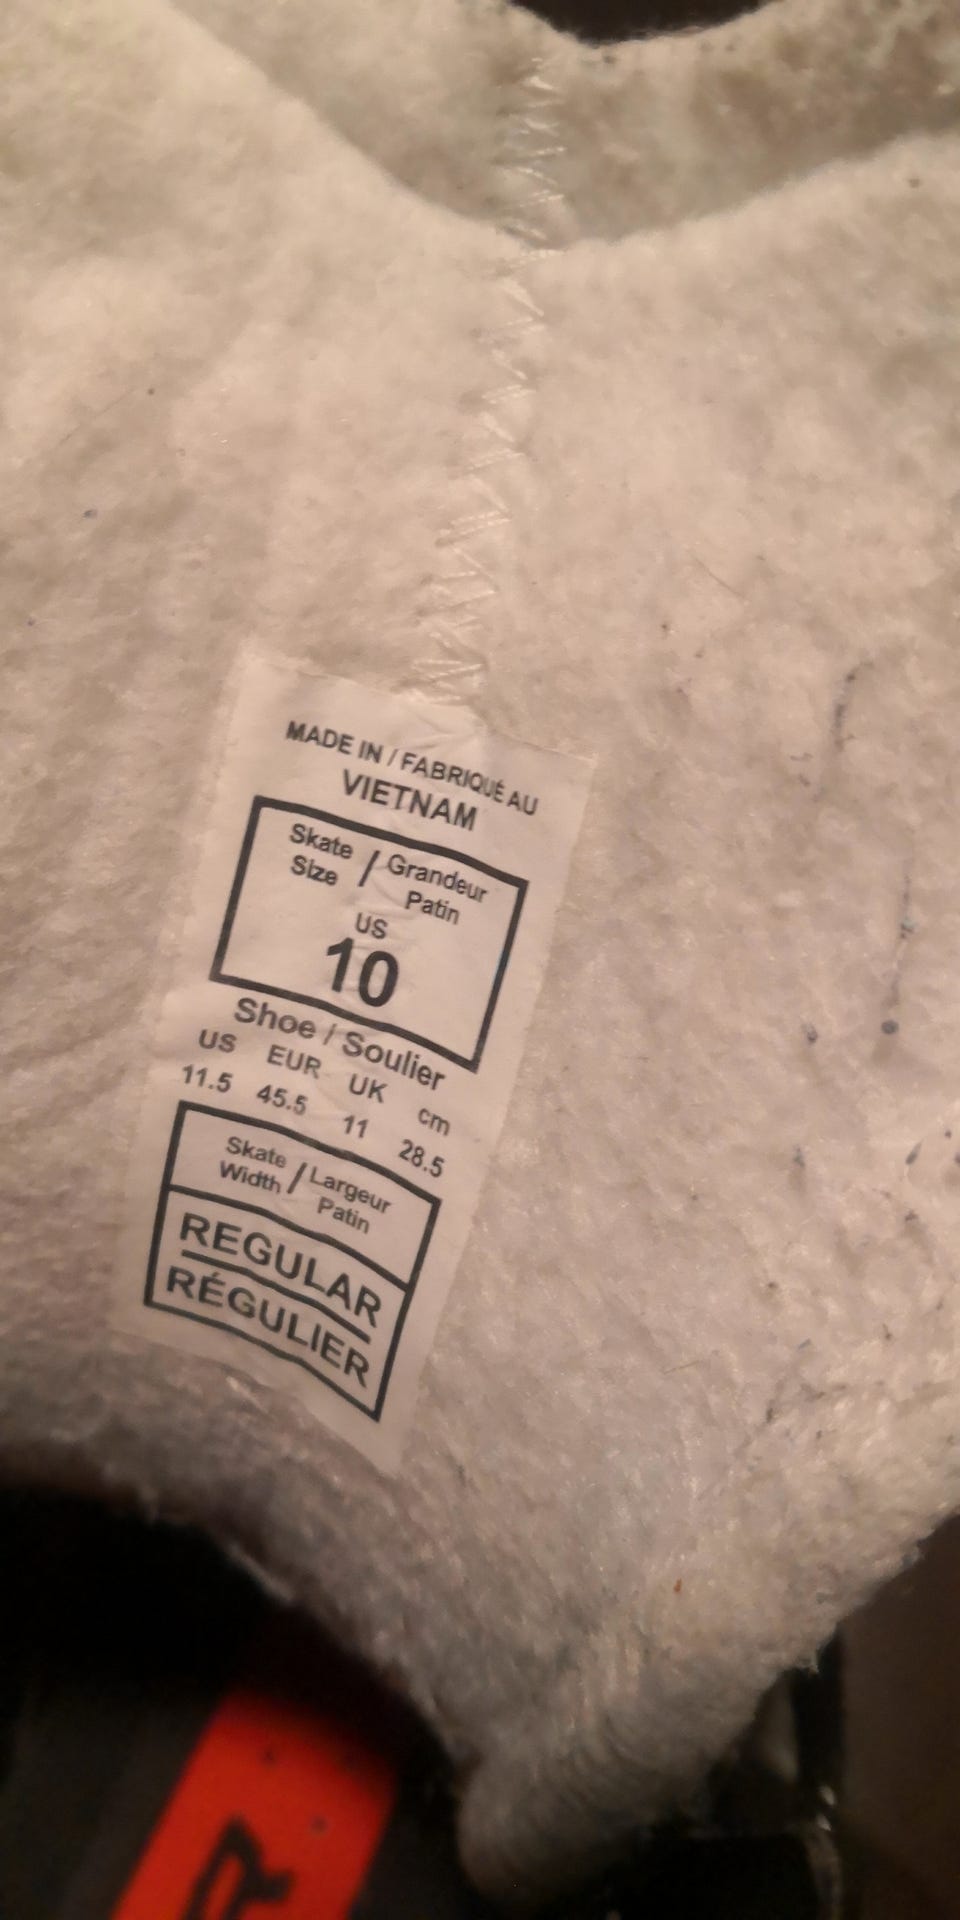 MADE IN / FABRIQUÉ AU
VIETNAM
Skate Size / Grandeur Patin
US
10
Shoe / Soulier
US EUR UK cm
11.5 45.5 11 28.5
Skate Width / Largeur Patin
REGULAR
RÉGULIER